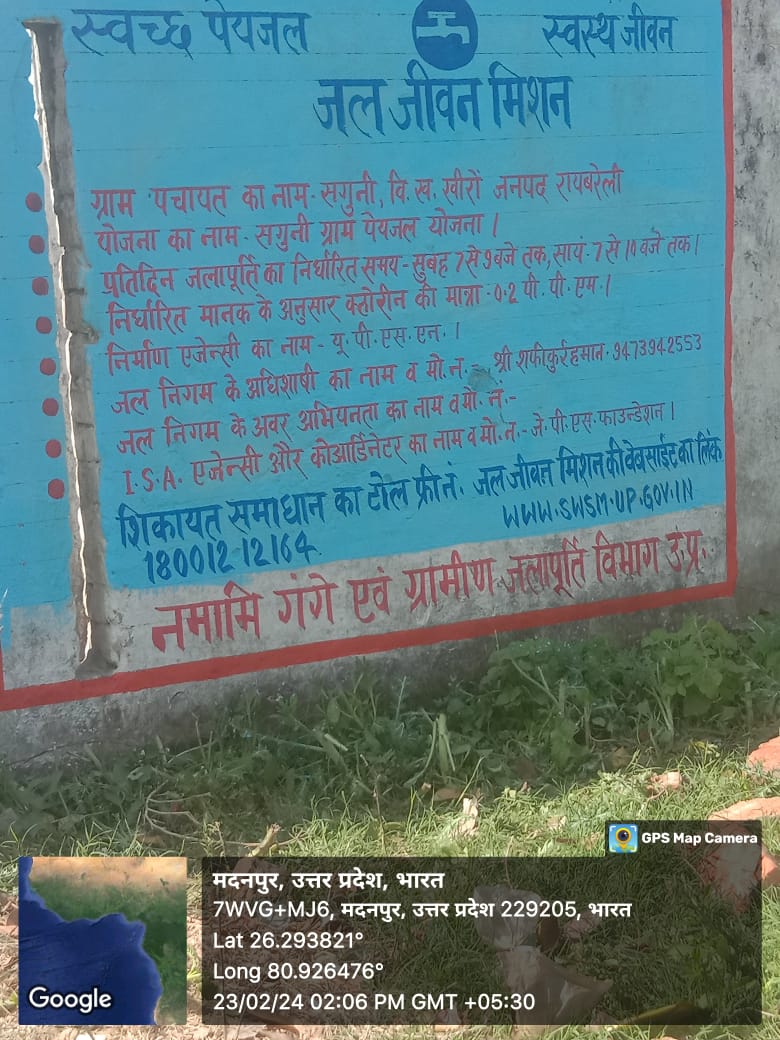 स्वच्छ पेयजल स्वस्थ जीवन
जल जीवन मिशन
ग्राम पचायत का नाम- सगुनी, वि. ख. खीरों जनपद रायबरेली
योजना का नाम- सगुनी ग्राम पेयजल योजना।
प्रतिदिन जलापूर्ति का निर्धारित समय- सुबह 7 से 9 बजे तक, सायं- 7 से 10 बजे तक।
निर्धारित मानक के अनुसार क्लोरीन की मात्रा -0.2 पी. पी. एम.।
निर्माण एजेन्सी का नाम - यू. पी. एस. एन.।
जल निगम के अधिशाषी का नाम व मो. न.- श्री शफीकुर्रहमान. 9473942553
जल निगम के अवर अभियनता का नाम व मो. नं.-
I.S.A. एजेन्सी और कोआर्डिनेटर का नाम व मो. न.- जे. पी. एस. फाउन्डेशन।
शिकायत समाधान का टोल फ्री नं. जल जीवन मिशन की वेबसाईट का लिंक
18001212164 WWW.SWSM-UP.GOV.IN
नमामि गंगे एवं ग्रामीण जलापूर्ति विभाग उ.प्र.
GPS Map Camera
मदनपुर, उत्तर प्रदेश, भारत
7WVG+MJ6, मदनपुर, उत्तर प्रदेश 229205, भारत
Lat 26.293821°
Long 80.926476°
23/02/24 02:06 PM GMT +05:30
Google